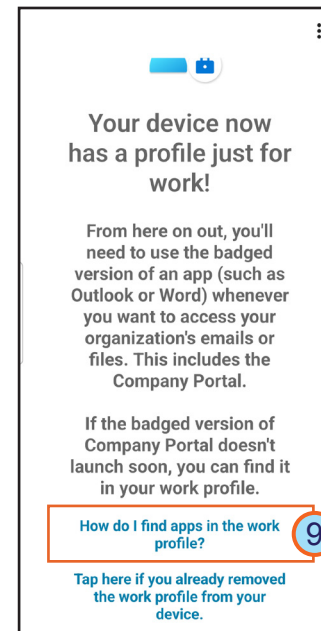 Your device now
has a profile just for
work!
From here on out, you'll
need to use the badged
version of an app (such as
Outlook or Word) whenever
you want to access your
organization's emails or
files. This includes the
Company Portal.
If the badged version of
Company Portal doesn't
launch soon, you can find it
in your work profile.
How do I find apps in the work
profile?
9
Tap here if you already removed
the work profile from your
device.